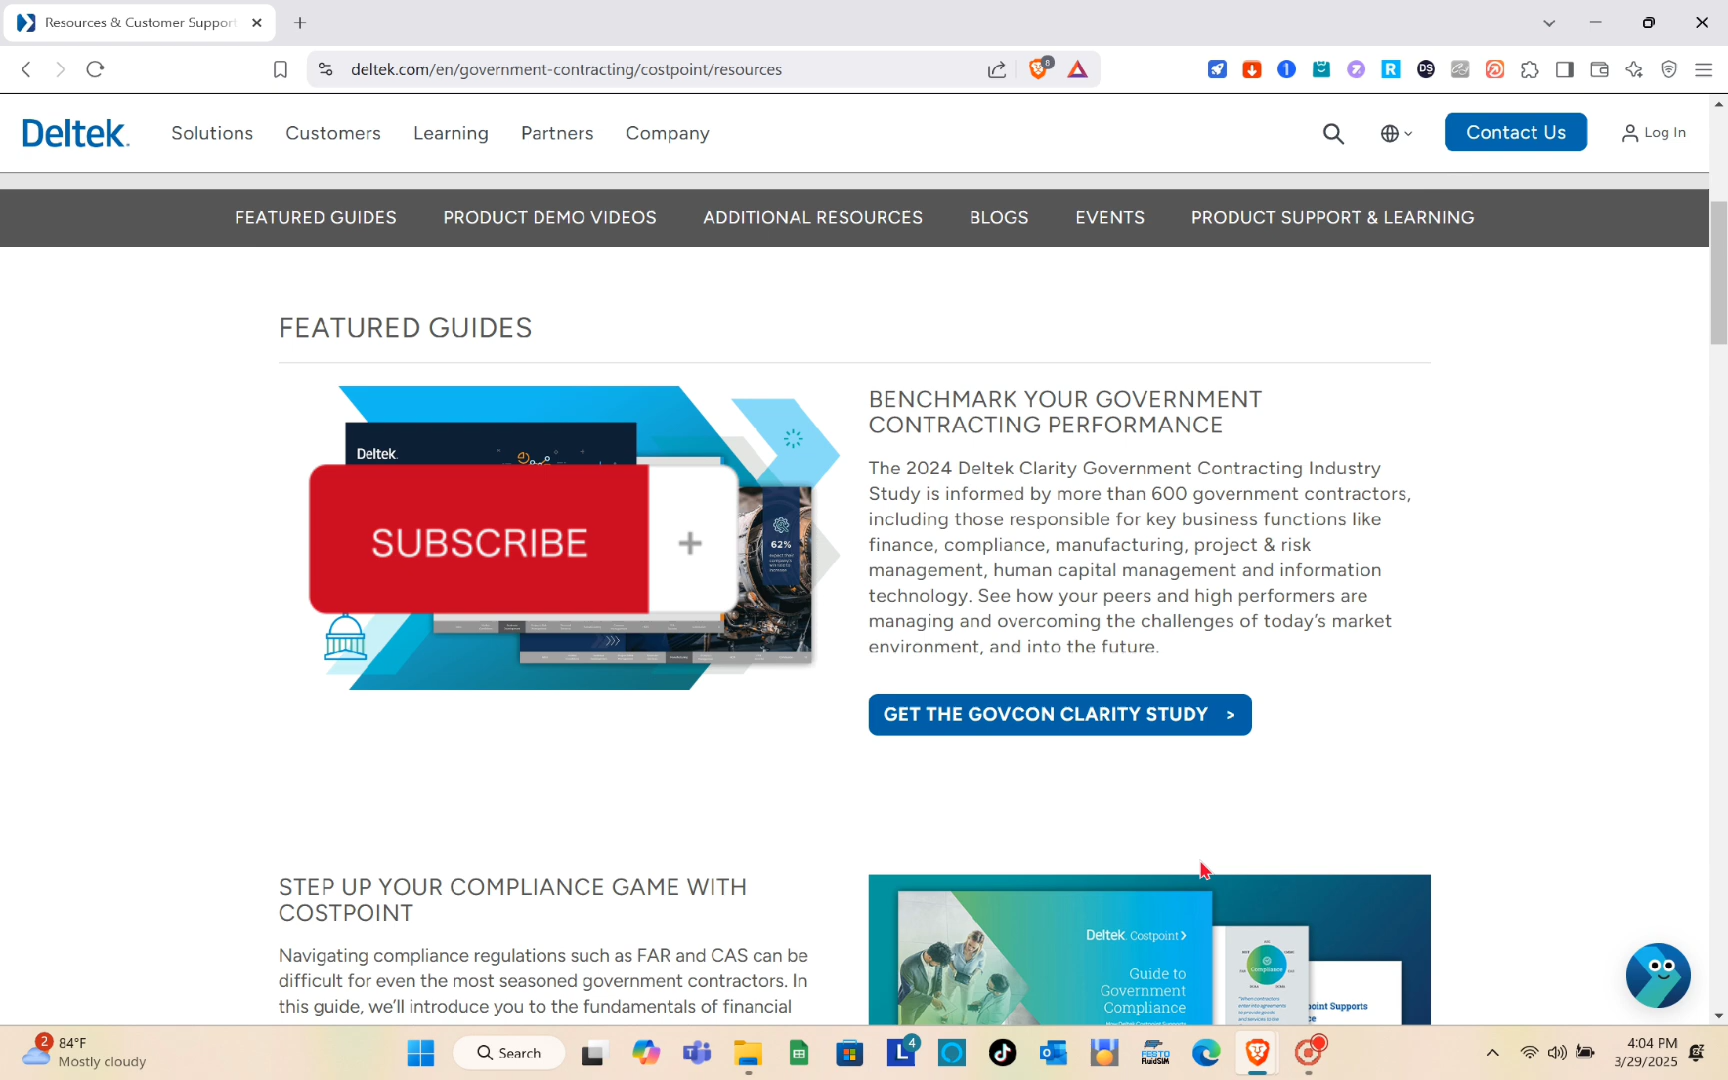 Resources & Customer Support
deltek.com/en/government-contracting/costpoint/resources
8
DS
R
Deltek.
Solutions
Customers
Learning
Partners
Company
Contact Us
Log In
FEATURED GUIDES
PRODUCT DEMO VIDEOS
ADDITIONAL RESOURCES
BLOGS
EVENTS
PRODUCT SUPPORT & LEARNING
FEATURED GUIDES
Deltek.
SUBSCRIBE
+
62%
BENCHMARK YOUR GOVERNMENT
CONTRACTING PERFORMANCE
The 2024 Deltek Clarity Government Contracting Industry
Study is informed by more than 600 government contractors,
including those responsible for key business functions like
finance, compliance, manufacturing, project & risk
management, human capital management and information
technology. See how your peers and high performers are
managing and overcoming the challenges of today's market
environment, and into the future.
GET THE GOVCON CLARITY STUDY >
STEP UP YOUR COMPLIANCE GAME WITH
COSTPOINT
Navigating compliance regulations such as FAR and CAS can be
difficult for even the most seasoned government contractors. In
this guide, we'll introduce you to the fundamentals of financial
Deltek Costpoint
Guide to
Government
Compliance
Compliance
2
84°F
Mostly cloudy
Search
L
4
FESTO
FluidSIM
4:04 PM
3/29/2025